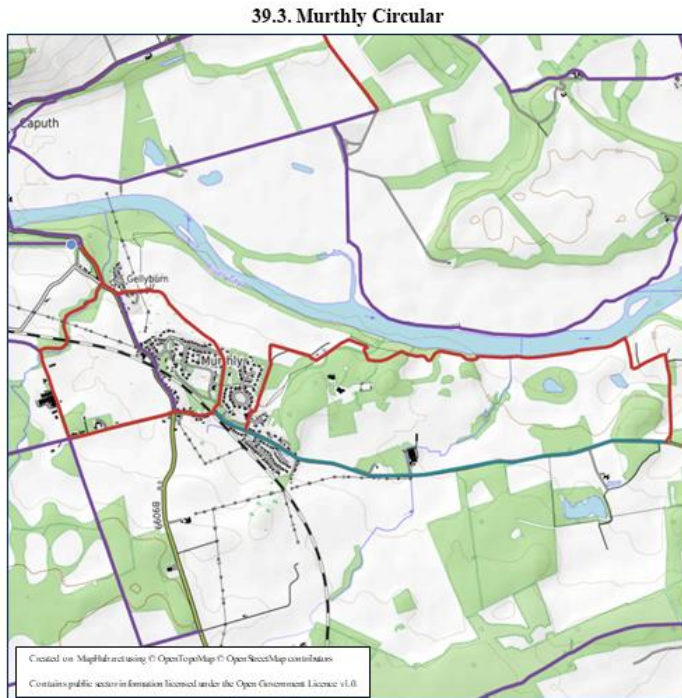 39.3. Murthly Circular
Caputh
Gellyburn
Murthly
B9099
Created on MapHub.net using © OpenTopoMap © OpenStreetMap contributors
Contains public sector information licensed under the Open Government Licence v1.0.